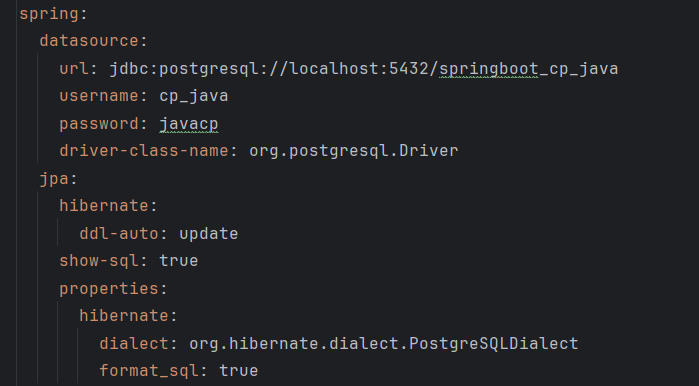 spring:
  datasource:
    url: jdbc:postgresql://localhost:5432/springboot_cp_java
    username: cp_java
    password: javacp
    driver-class-name: org.postgresql.Driver
  jpa:
    hibernate:
      ddl-auto: update
    show-sql: true
    properties:
      hibernate:
        dialect: org.hibernate.dialect.PostgreSQLDialect
        format_sql: true